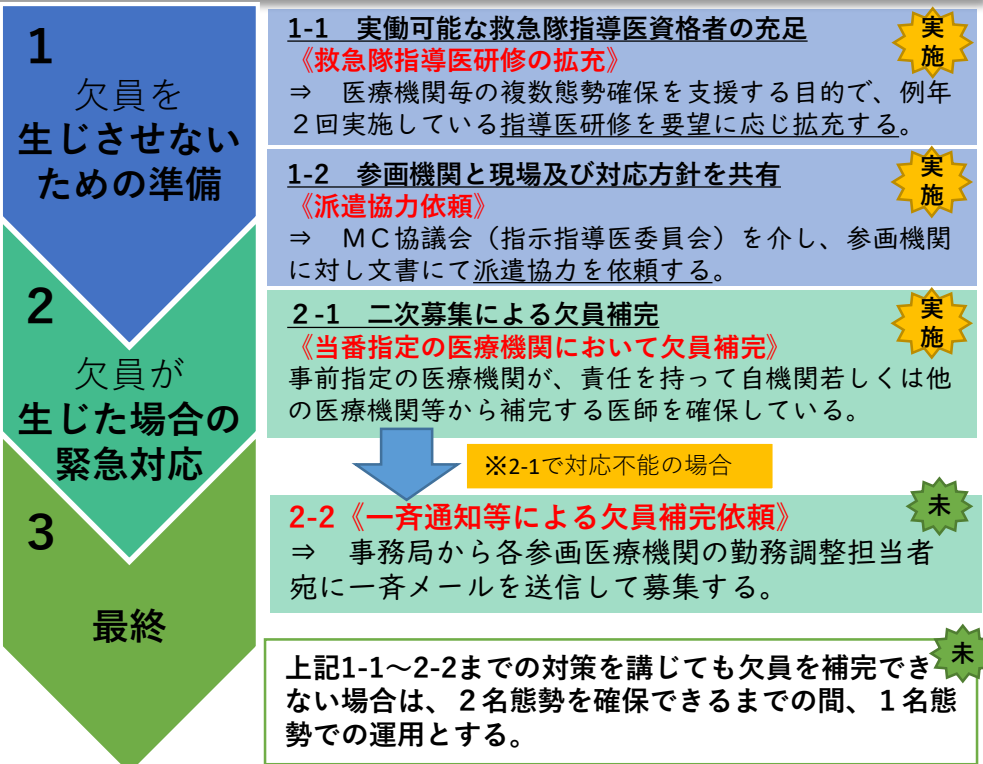 1
欠員を
生じさせない
ための準備
1-1 実働可能な救急隊指導医資格者の充足
実
施
《救急隊指導医研修の拡充》
⇒ 医療機関毎の複数態勢確保を支援する目的で、例年
２回実施している指導医研修を要望に応じ拡充する。
1-2 参画機関と現場及び対応方針を共有
実
施
《派遣協力依頼》
⇒ ＭＣ協議会（指示指導医委員会）を介し、参画機関
に対し文書にて派遣協力を依頼する。
2
欠員が
生じた場合の
緊急対応
2-1 二次募集による欠員補完
実
施
《当番指定の医療機関において欠員補完》
事前指定の医療機関が、責任を持って自機関若しくは他
の医療機関等から補完する医師を確保している。
※2-1で対応不能の場合
2-2《一斉通知等による欠員補完依頼》
未
⇒ 事務局から各参画医療機関の勤務調整担当者
宛に一斉メールを送信して募集する。
3
最終
未
上記1-1～2-2までの対策を講じても欠員を補完でき
ない場合は、２名態勢を確保できるまでの間、１名態
勢での運用とする。